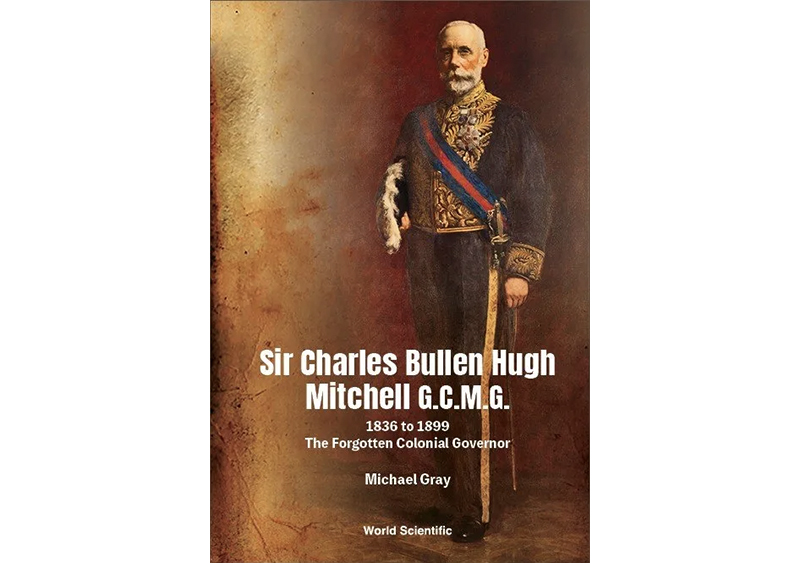 Sir Charles Bullen Hugh
Mitchell G.C.M.G.
1836 to 1899
The Forgotten Colonial Governor
Michael Gray
World Scientific